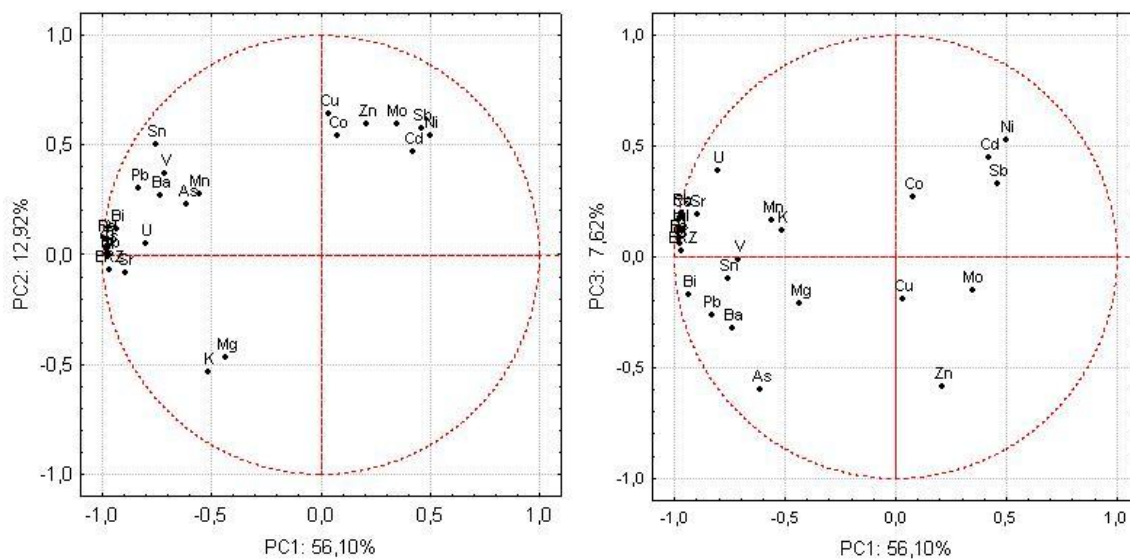 1,0
Cu
Zn
Mo
Sb
Ni
Co
Cd
0,5
Sn
V
Pb
Ba
As
Mn
Bi
U
0,0
Sr
K
Mg
-0,5
-1,0
PC2: 12,92%
-1,0
-0,5
0,0
0,5
1,0
PC1: 56,10%
1,0
Ni
0,5
Cd
U
Sb
Co
Sr
Mn
K
V
0,0
Sn
Bi
Mg
Mo
Pb
Ba
Cu
As
Zn
-0,5
-1,0
PC3: 7,62%
-1,0
-0,5
0,0
0,5
1,0
PC1: 56,10%